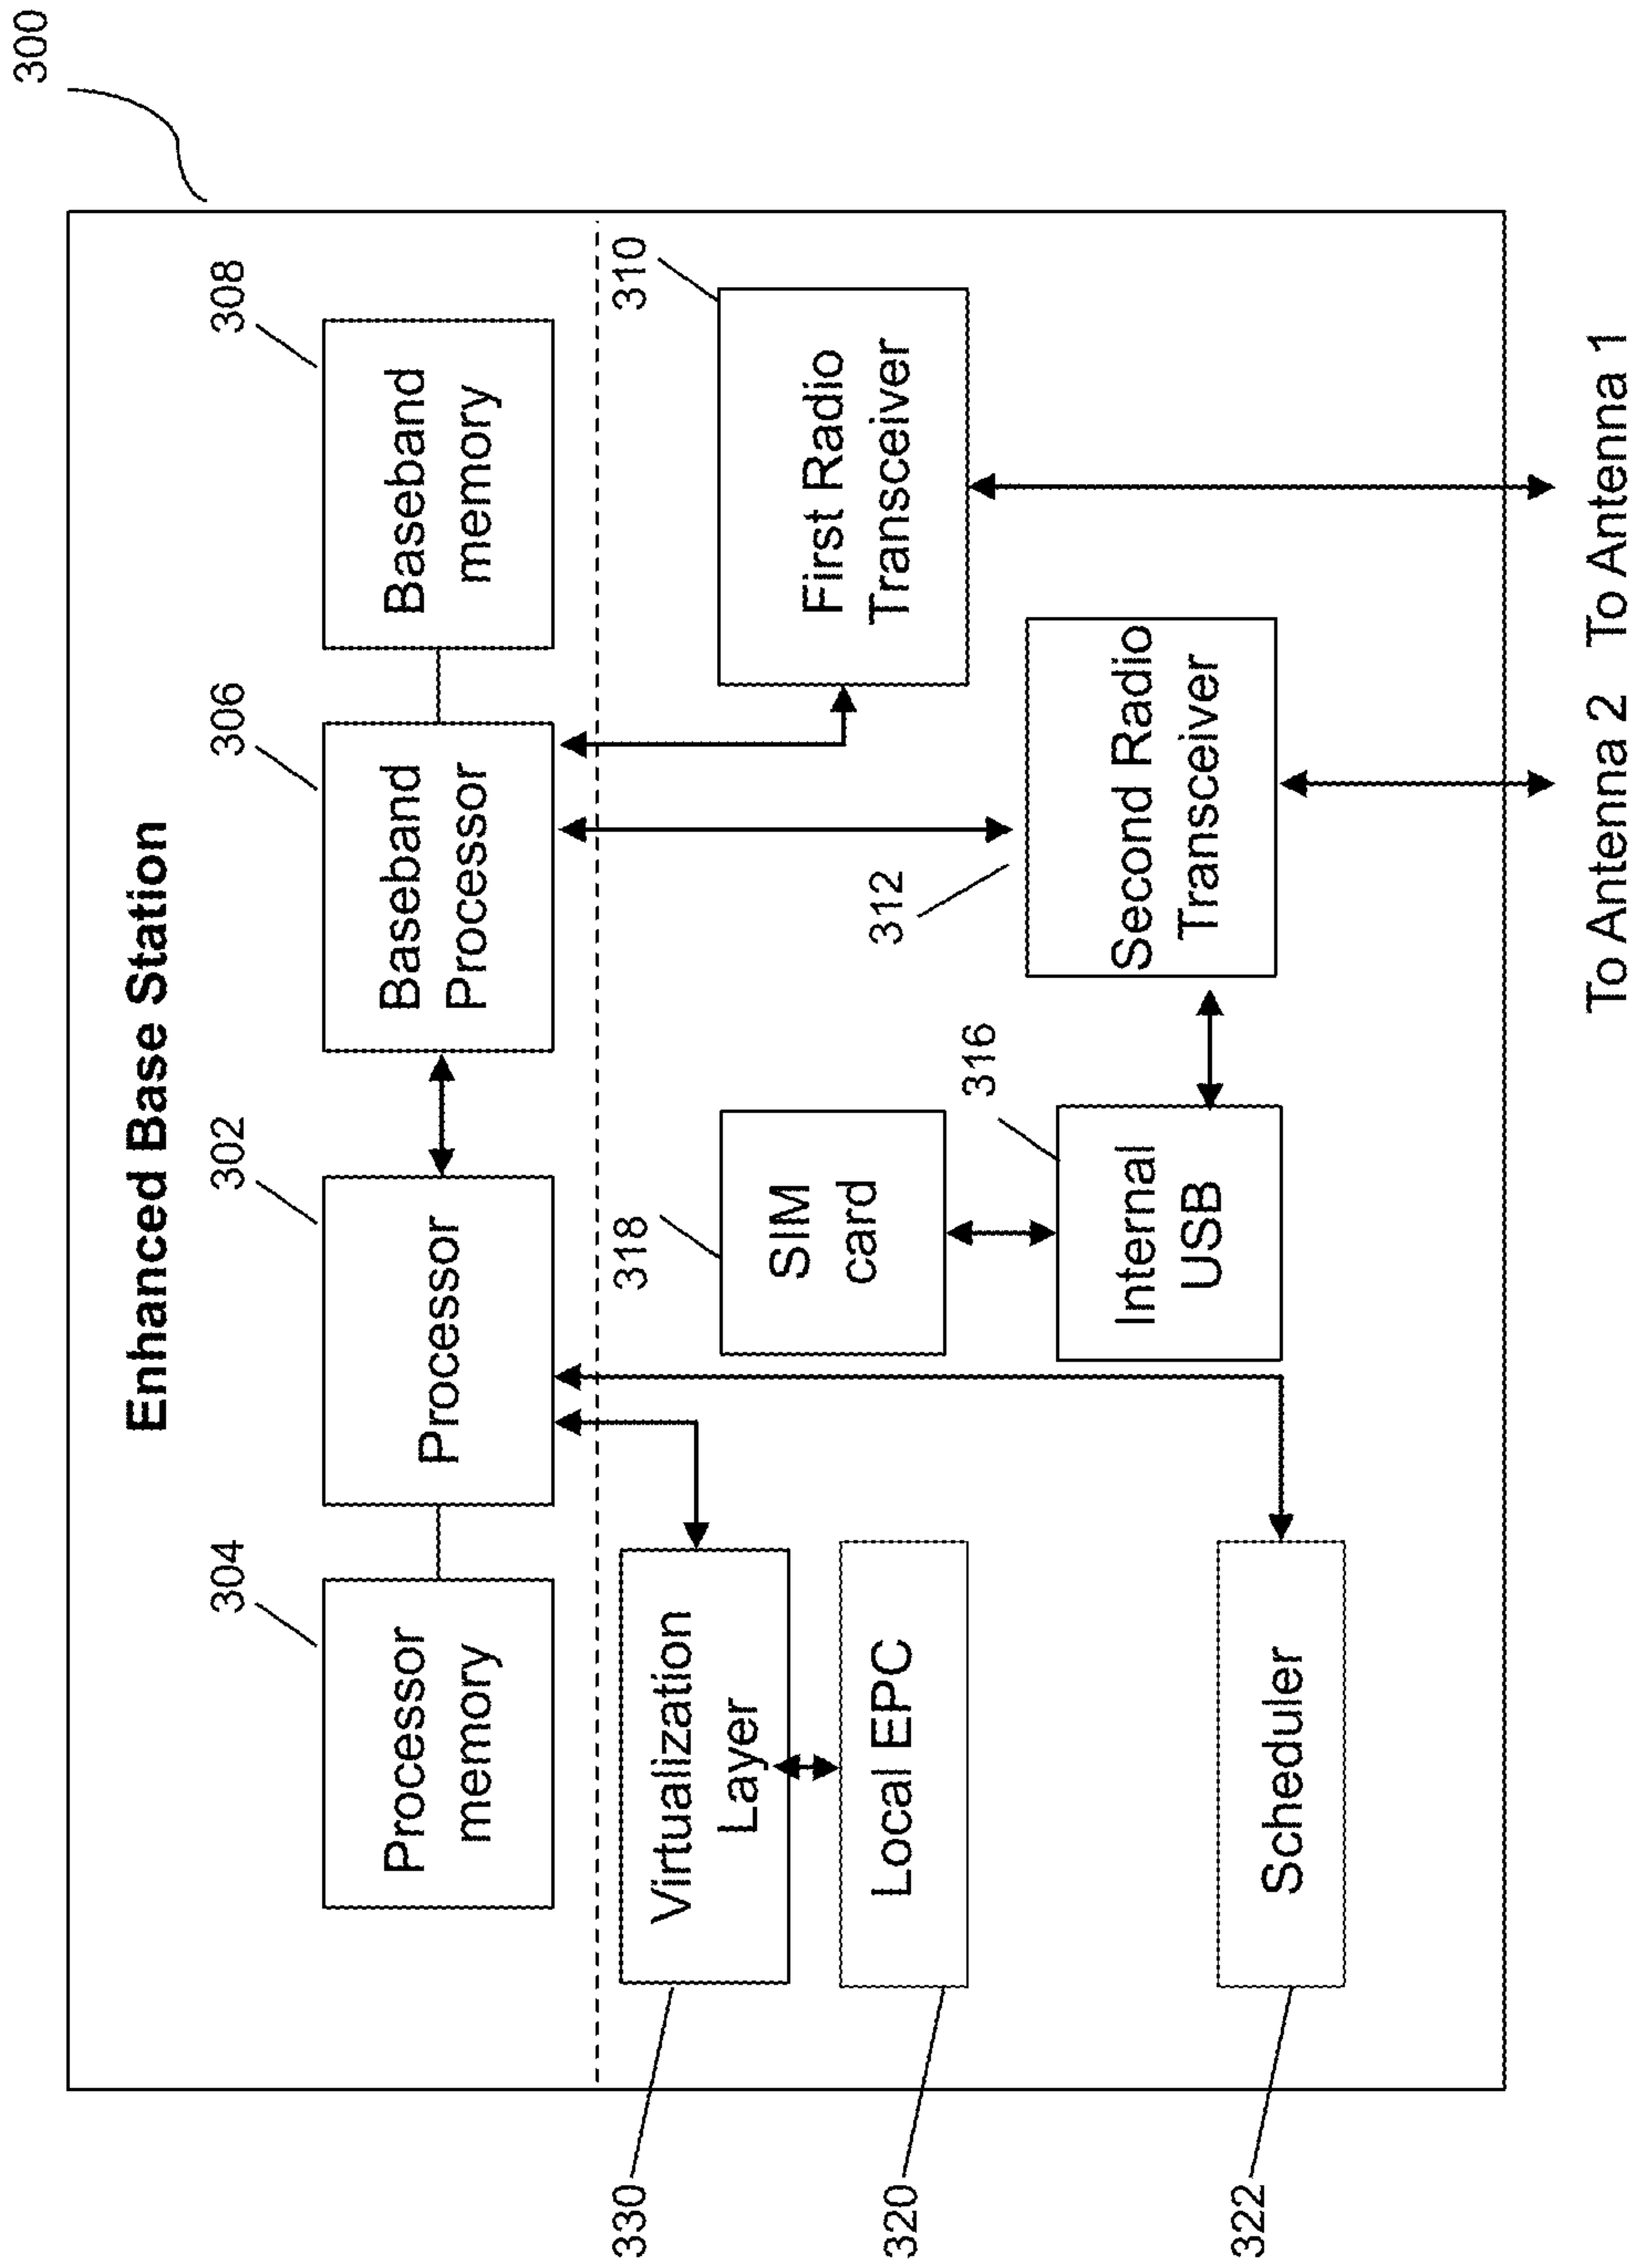 300
Enhanced Base Station
304
302
306
308
Processor
memory
Processor
Baseband
Processor
Baseband
memory
330
Virtualization
Layer
318
SIM
card
310
First Radio
Transceiver
320
Local EPC
312
316
Internal
USB
Second Radio
Transceiver
322
Scheduler
To Antenna 2
To Antenna 1